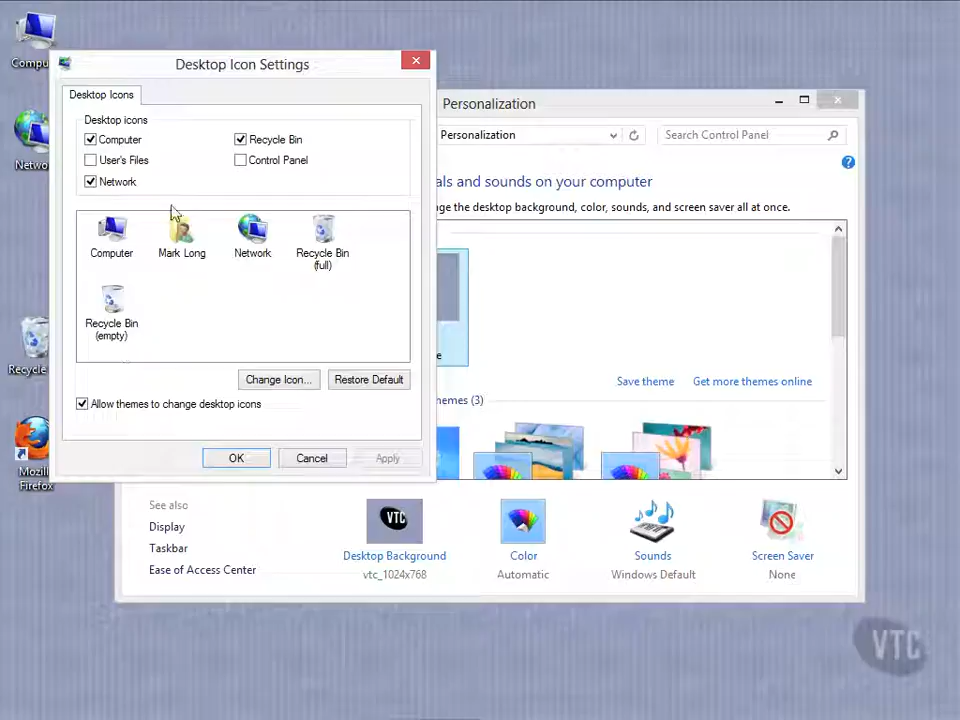 Compu
Networ
Recycle
Mozil
Firefox
Desktop Icon Settings
Desktop Icons
Desktop icons
Computer
Recycle Bin
User's Files
Control Panel
Network
Computer
Mark Long
Network
Recycle Bin
(full)
Recycle Bin
(empty)
Change Icon...
Restore Default
Allow themes to change desktop icons
OK
Cancel
Apply
Personalization
Personalization
Search Control Panel
als and sounds on your computer
ge the desktop background, color, sounds, and screen saver all at once.
e
Save theme
Get more themes online
hemes (3)
See also
Display
Taskbar
Ease of Access Center
VTC
Desktop Background
vtc_1024x768
Color
Automatic
Sounds
Windows Default
Screen Saver
None
VTC